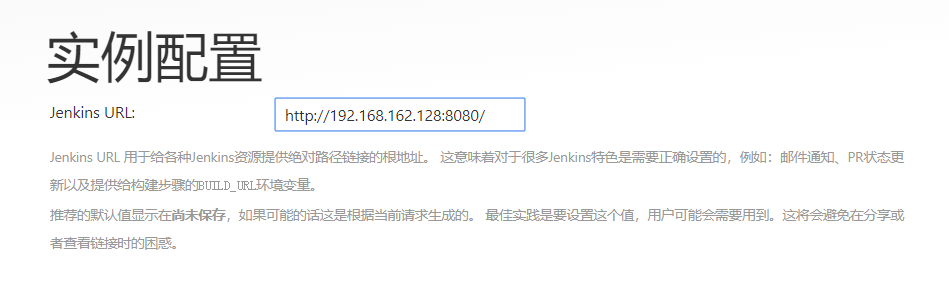 实例配置
Jenkins URL: http://192.168.162.128:8080/
Jenkins URL 用于给各种Jenkins资源提供绝对路径链接的根地址。 这意味着对于很多Jenkins特色是需要正确设置的，例如：邮件通知、PR状态更
新以及提供给构建步骤的BUILD_URL环境变量。
推荐的默认值显示在尚未保存，如果可能的话这是根据当前请求生成的。 最佳实践是要设置这个值，用户可能会需要用到。这将会避免在分享或
者查看链接时的困惑。